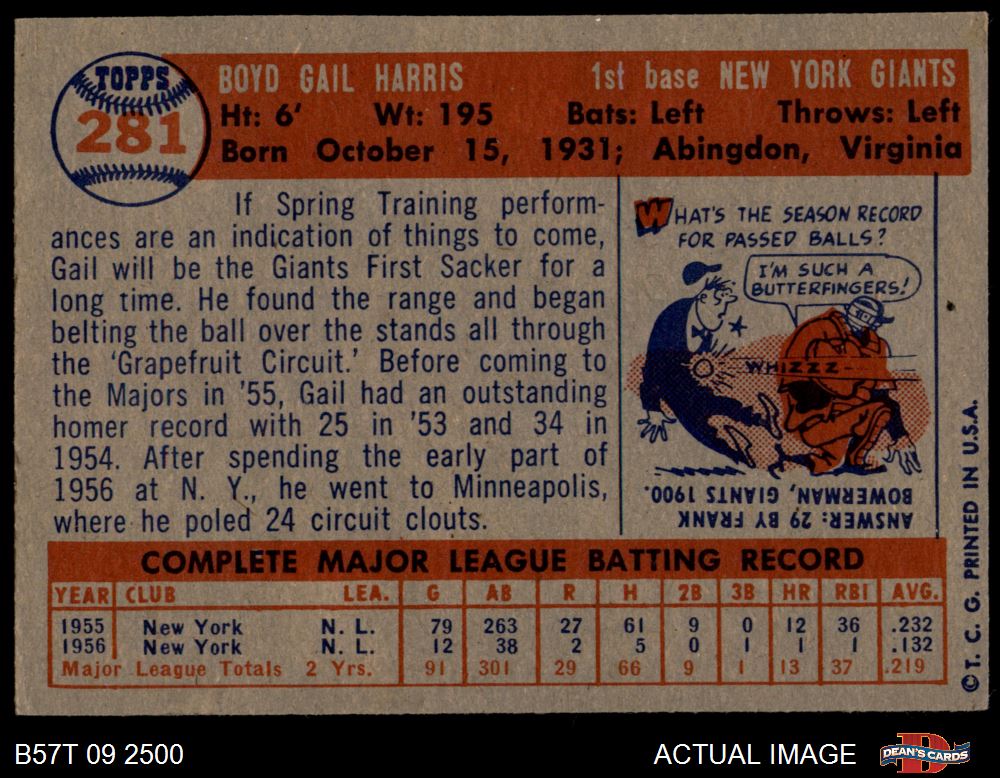 TOPPS
281
BOYD GAIL HARRIS 1st base NEW YORK GIANTS
Ht: 6' Wt: 195 Bats: Left Throws: Left
Born October 15, 1931; Abingdon, Virginia
If Spring Training perform-
ances are an indication of things to come,
Gail will be the Giants First Sacker for a
long time. He found the range and began
belting the ball over the stands all through
the 'Grapefruit Circuit.' Before coming to
the Majors in '55, Gail had an outstanding
homer record with 25 in '53 and 34 in
1954. After spending the early part of
1956 at N. Y., he went to Minneapolis,
where he poled 24 circuit clouts.
WHAT'S THE SEASON RECORD
FOR PASSED BALLS?
I'M SUCH A
BUTTERFINGERS!
WHIZZZ--
ANSWER: 29 BY FRANK
BOWERMAN, GIANTS 1900.
COMPLETE MAJOR LEAGUE BATTING RECORD
YEAR CLUB LEA. G AB R H 2B 3B HR RBI AVG.
1955 New York N. L. 79 263 27 61 9 0 12 36 .232
1956 New York N. L. 12 38 2 5 0 1 1 1 .132
Major League Totals 2 Yrs. 91 301 29 66 9 1 13 37 .219
© T. C. G. PRINTED IN U.S.A.
B57T 09 2500 ACTUAL IMAGE
D
DEAN'S CARDS